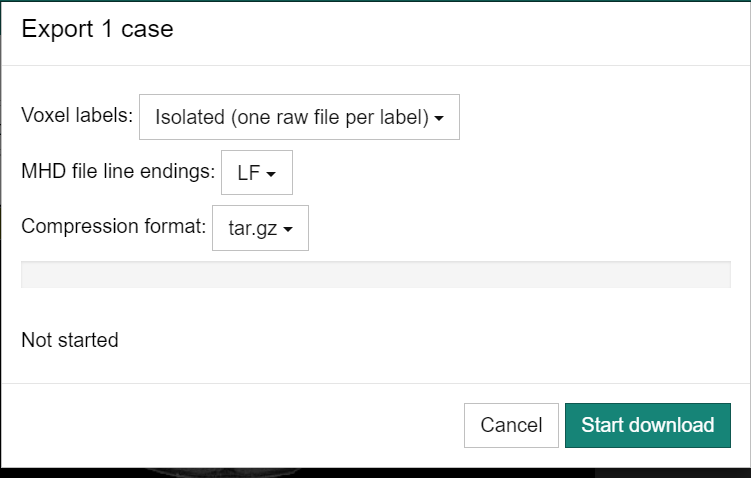 Export 1 case
Voxel labels: Isolated (one raw file per label)
MHD file line endings: LF
Compression format: tar.gz
Not started
Cancel Start download